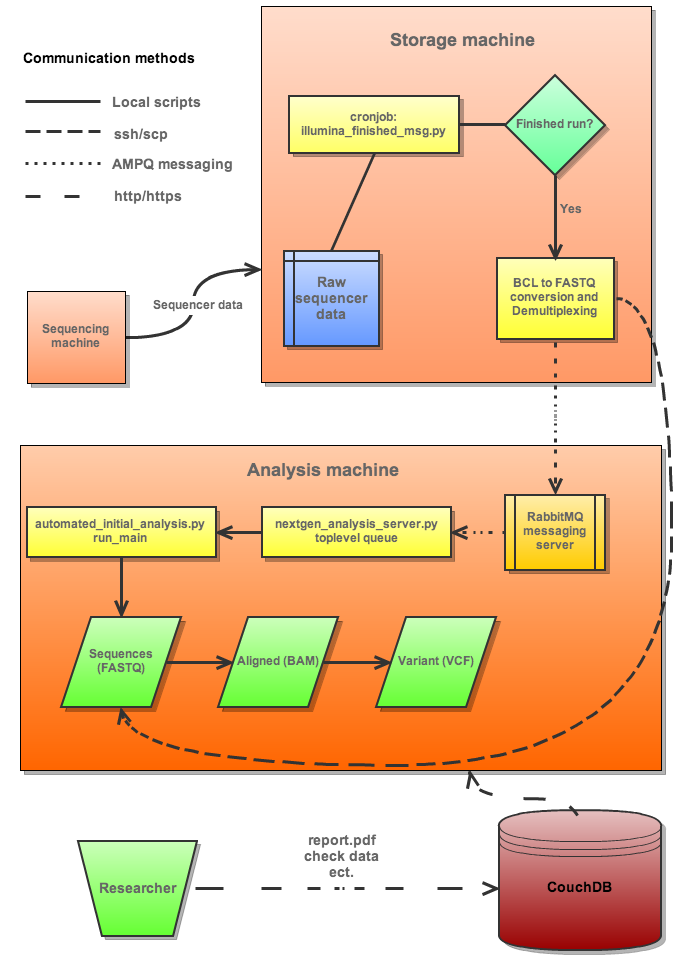 Storage machine
Communication methods
Local scripts
ssh/scp
AMPQ messaging
http/https
cronjob:
illumina_finished_msg.py
Finished run?
Yes
Raw
sequencer
data
BCL to FASTQ
conversion and
Demultiplexing
Sequencer data
Sequencing
machine
Analysis machine
automated_initial_analysis.py
run_main
nextgen_analysis_server.py
toplevel queue
RabbitMQ
messaging
server
Sequences
(FASTQ)
Aligned (BAM)
Variant (VCF)
report.pdf
check data
ect.
Researcher
CouchDB